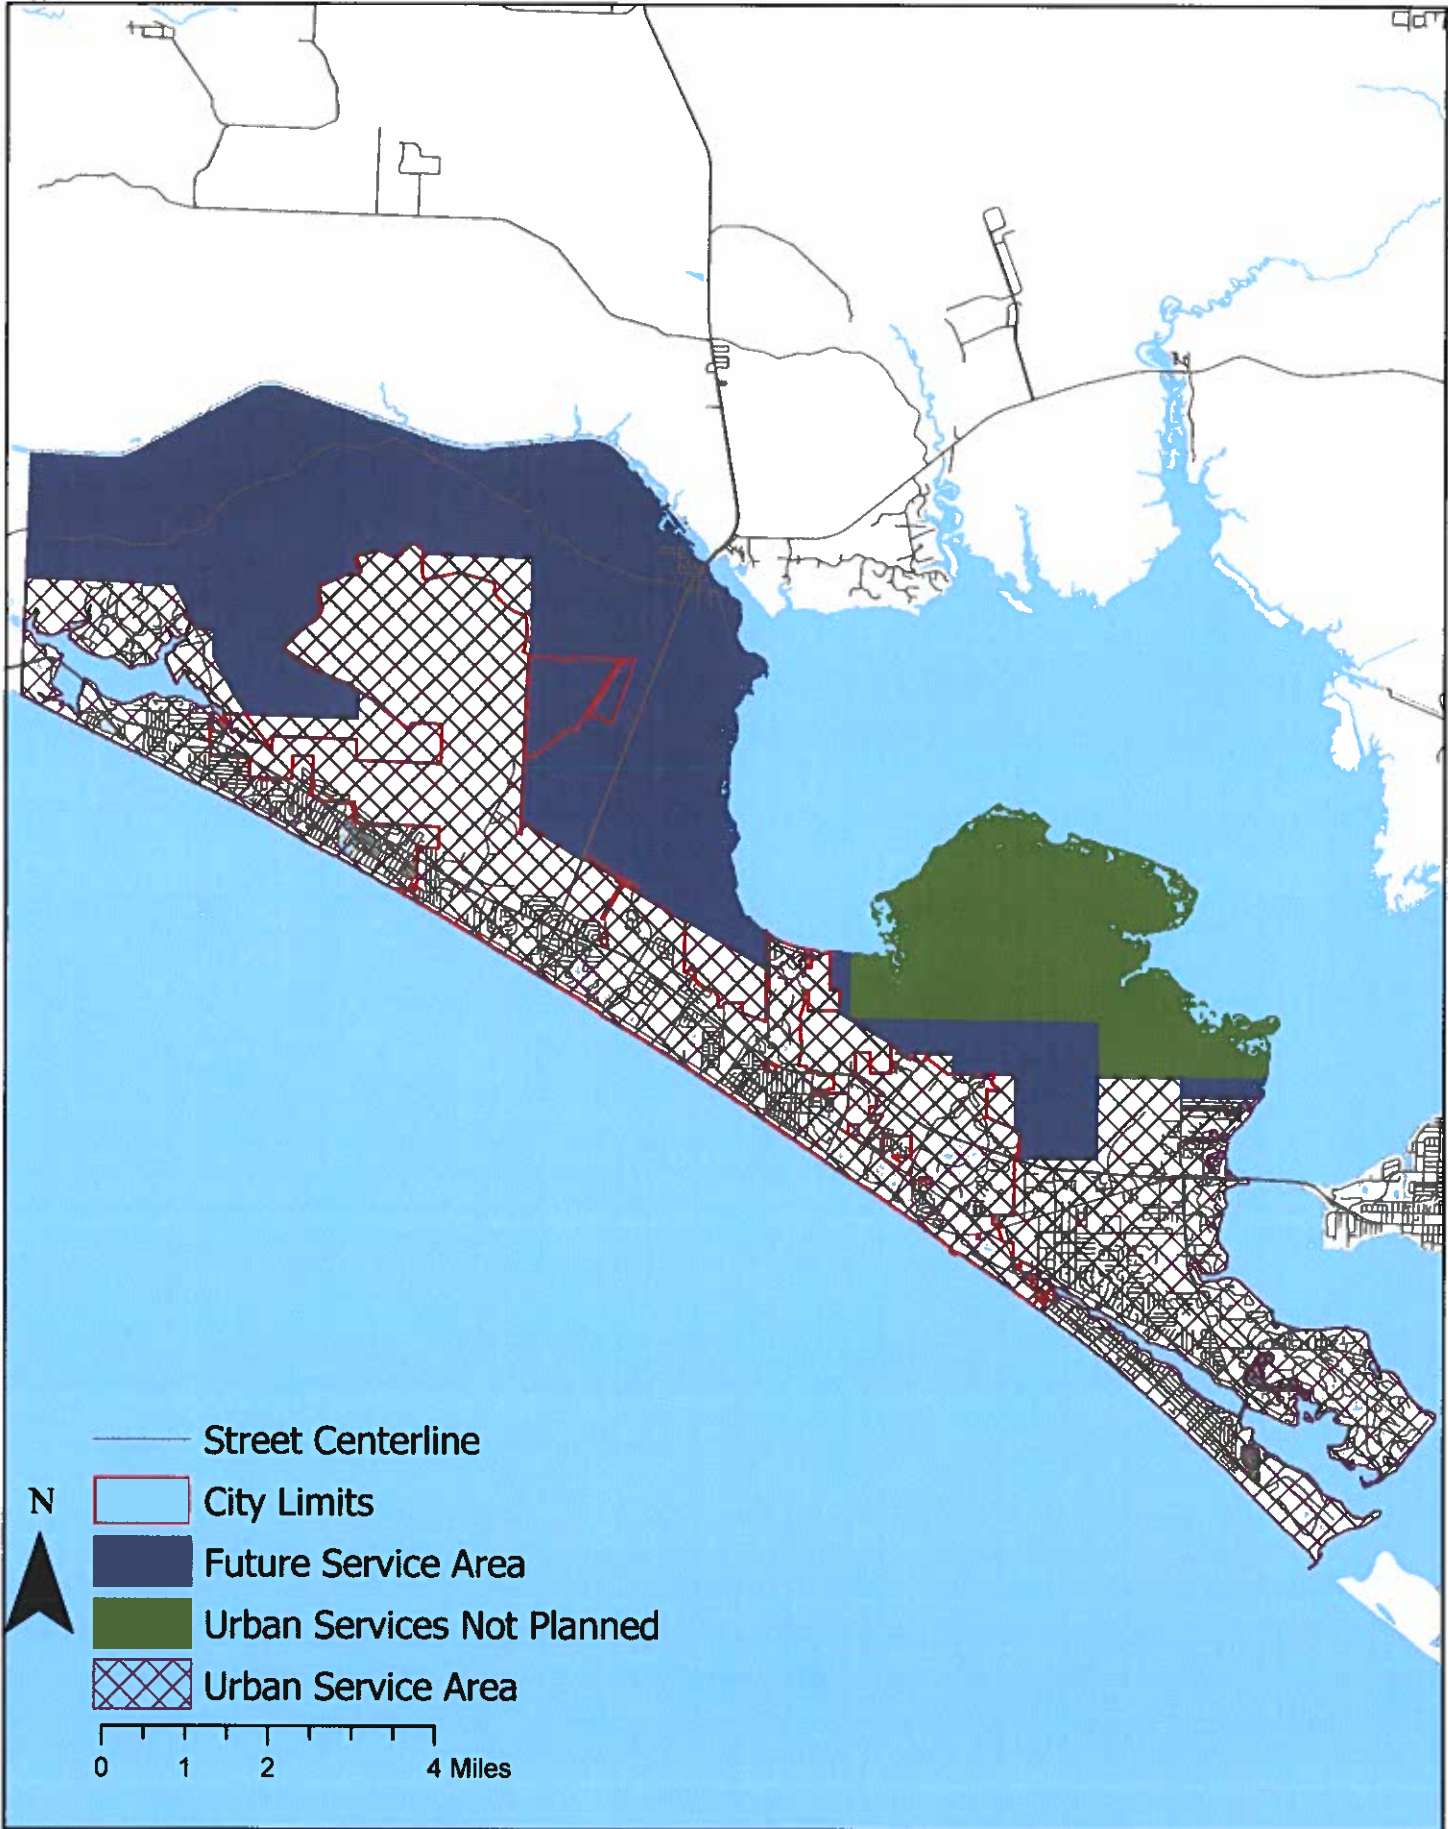 Street Centerline
City Limits
Future Service Area
Urban Services Not Planned
Urban Service Area
N
0 1 2 4 Miles